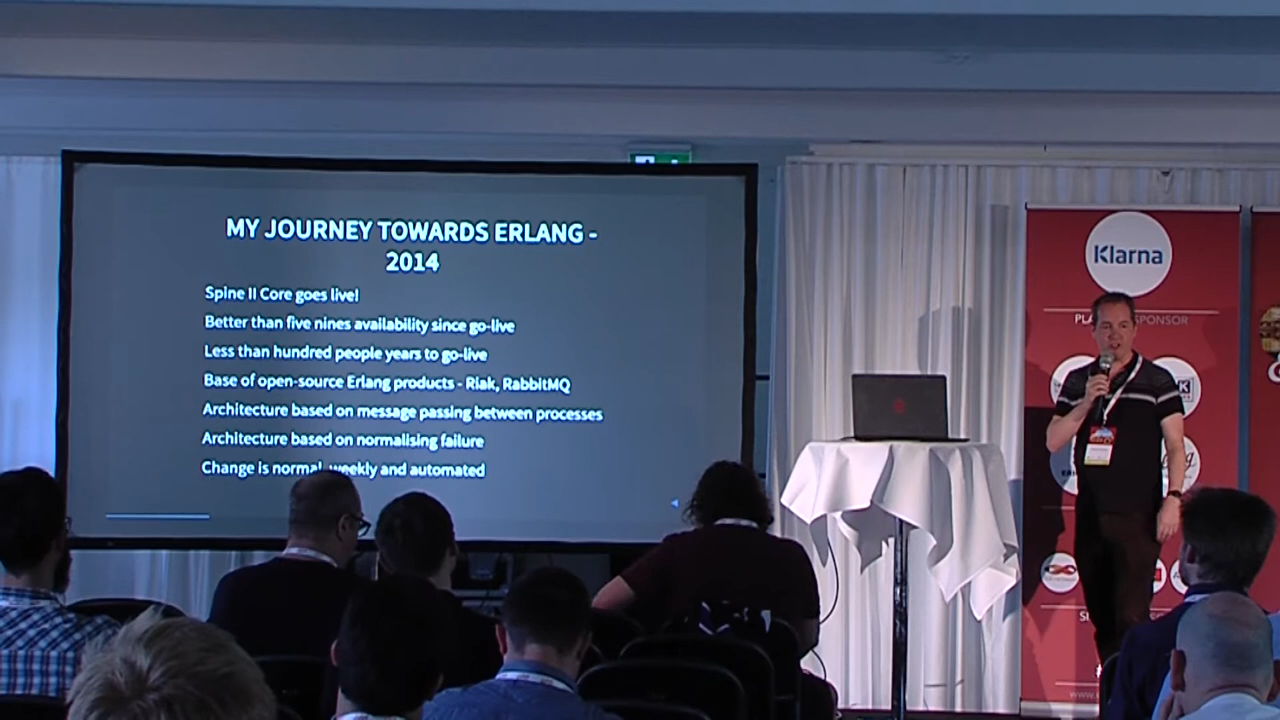 MY JOURNEY TOWARDS ERLANG -
2014
Spine II Core goes live!
Better than five nines availability since go-live
Less than hundred people years to go-live
Base of open-source Erlang products - Riak, RabbitMQ
Architecture based on message passing between processes
Architecture based on normalising failure
Change is normal, weekly and automated
Klarna
SPONSOR
www.